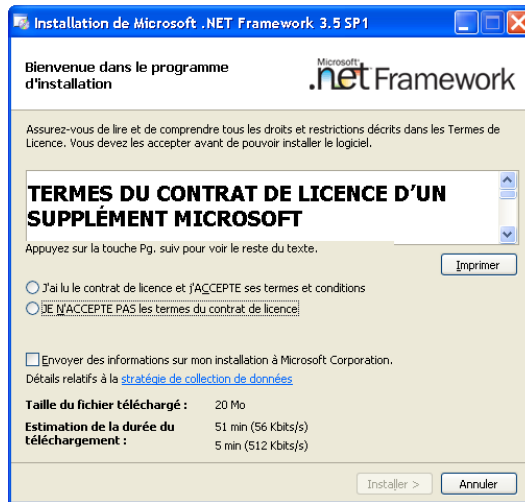 Installation de Microsoft .NET Framework 3.5 SP1
Bienvenue dans le programme
d'installation
Microsoft
.net Framework
Assurez-vous de lire et de comprendre tous les droits et restrictions décrits dans les Termes de
Licence. Vous devez les accepter avant de pouvoir installer le logiciel.
TERMES DU CONTRAT DE LICENCE D'UN
SUPPLÉMENT MICROSOFT
Appuyez sur la touche Pg. suiv pour voir le reste du texte.
Imprimer
J'ai lu le contrat de licence et j'ACCEPTE ses termes et conditions
JE N'ACCEPTE PAS les termes du contrat de licence
Envoyer des informations sur mon installation à Microsoft Corporation.
Détails relatifs à la stratégie de collection de données
Taille du fichier téléchargé : 20 Mo
Estimation de la durée du 51 min (56 Kbits/s)
téléchargement :
5 min (512 Kbits/s)
Installer >
Annuler